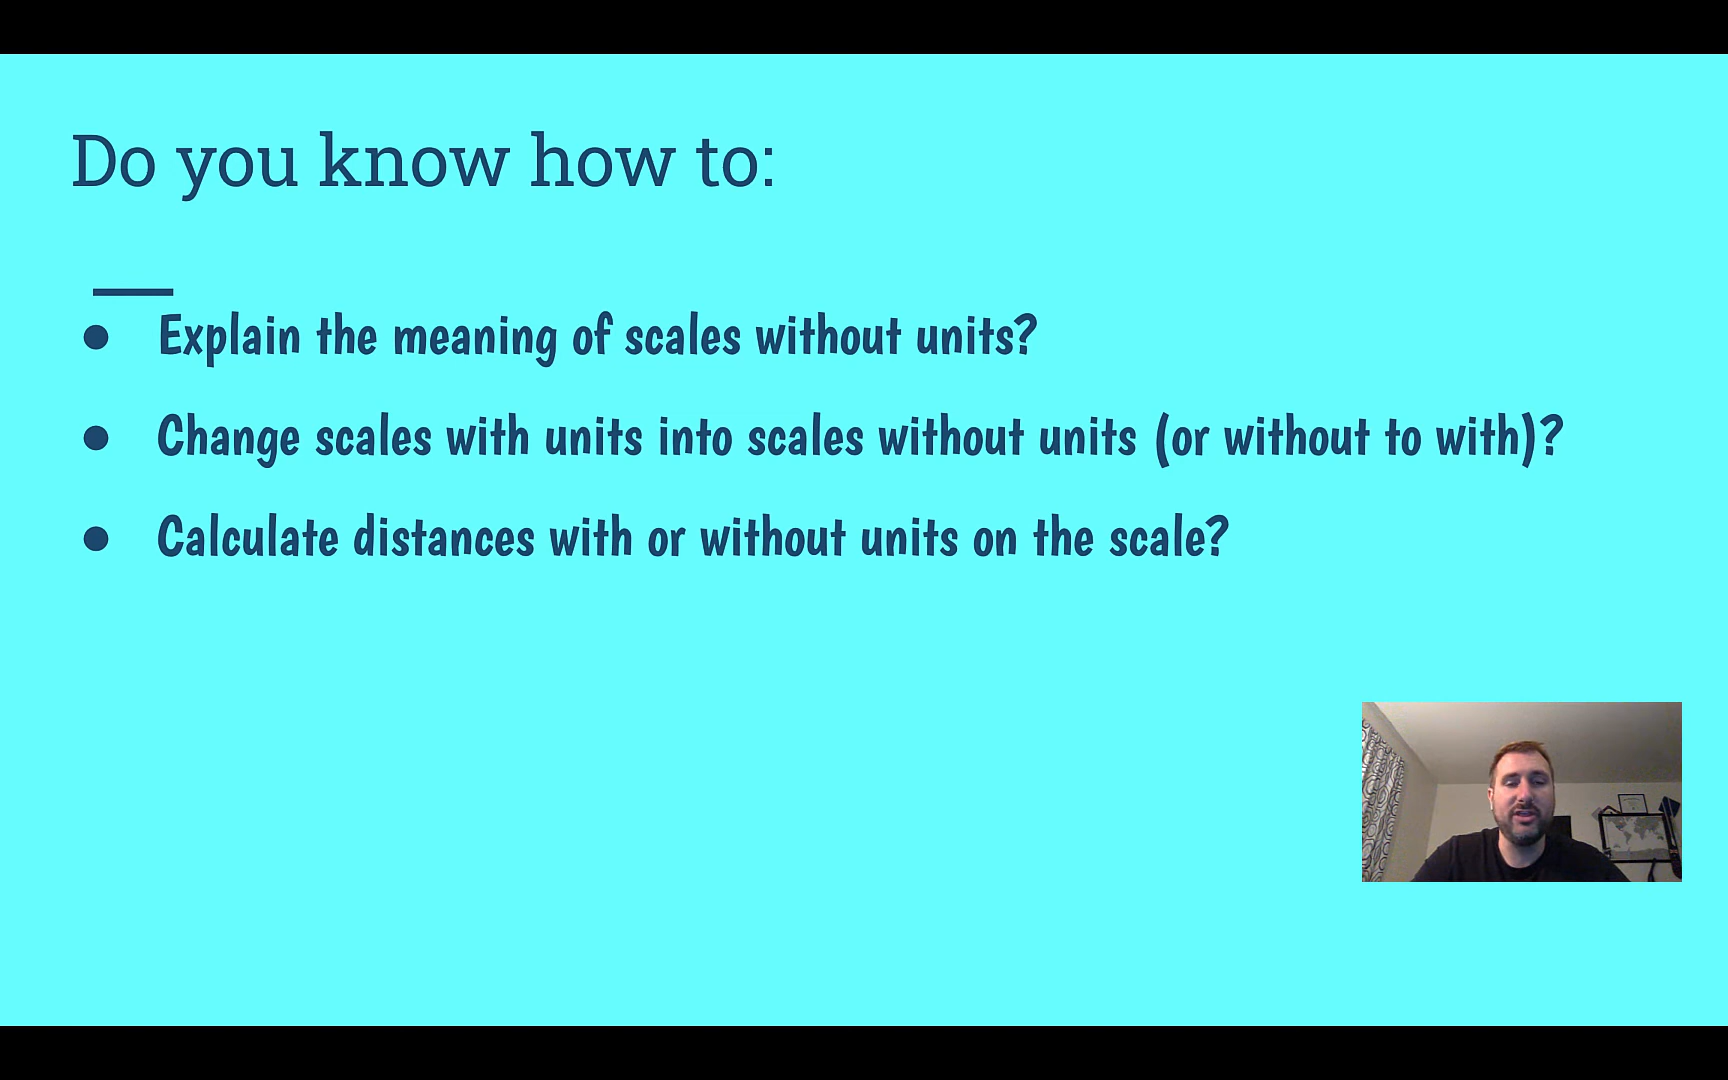 Do you know how to:
● Explain the meaning of scales without units?
● Change scales with units into scales without units (or without to with)?
● Calculate distances with or without units on the scale?